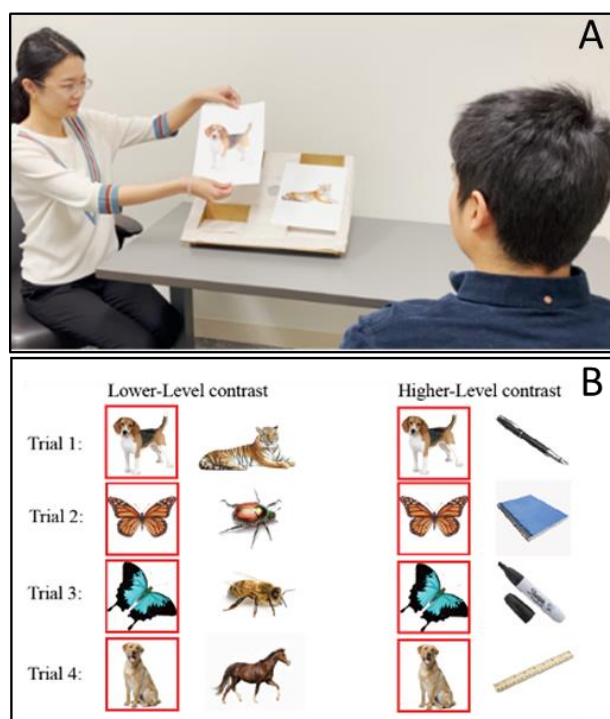 A
B
Lower-Level contrast Higher-Level contrast
Trial 1:
Trial 2:
Trial 3:
Trial 4: